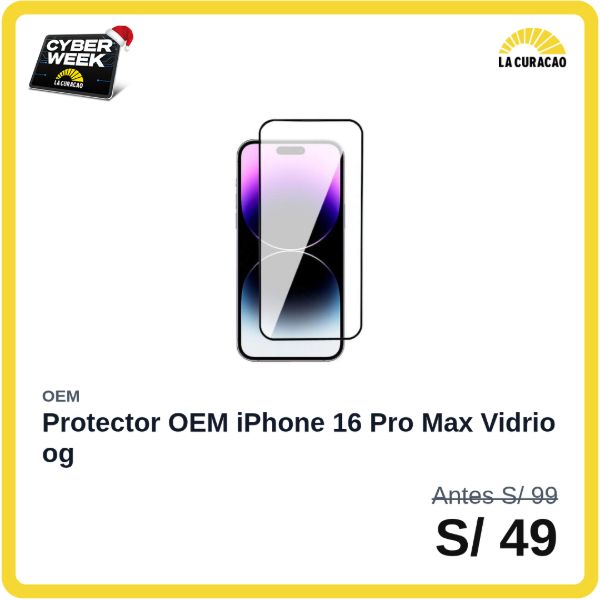 CYBER
WEEK
LA CURACAO
LA CURACAO
OEM
Protector OEM iPhone 16 Pro Max Vidrio
og
Antes S/ 99
S/ 49